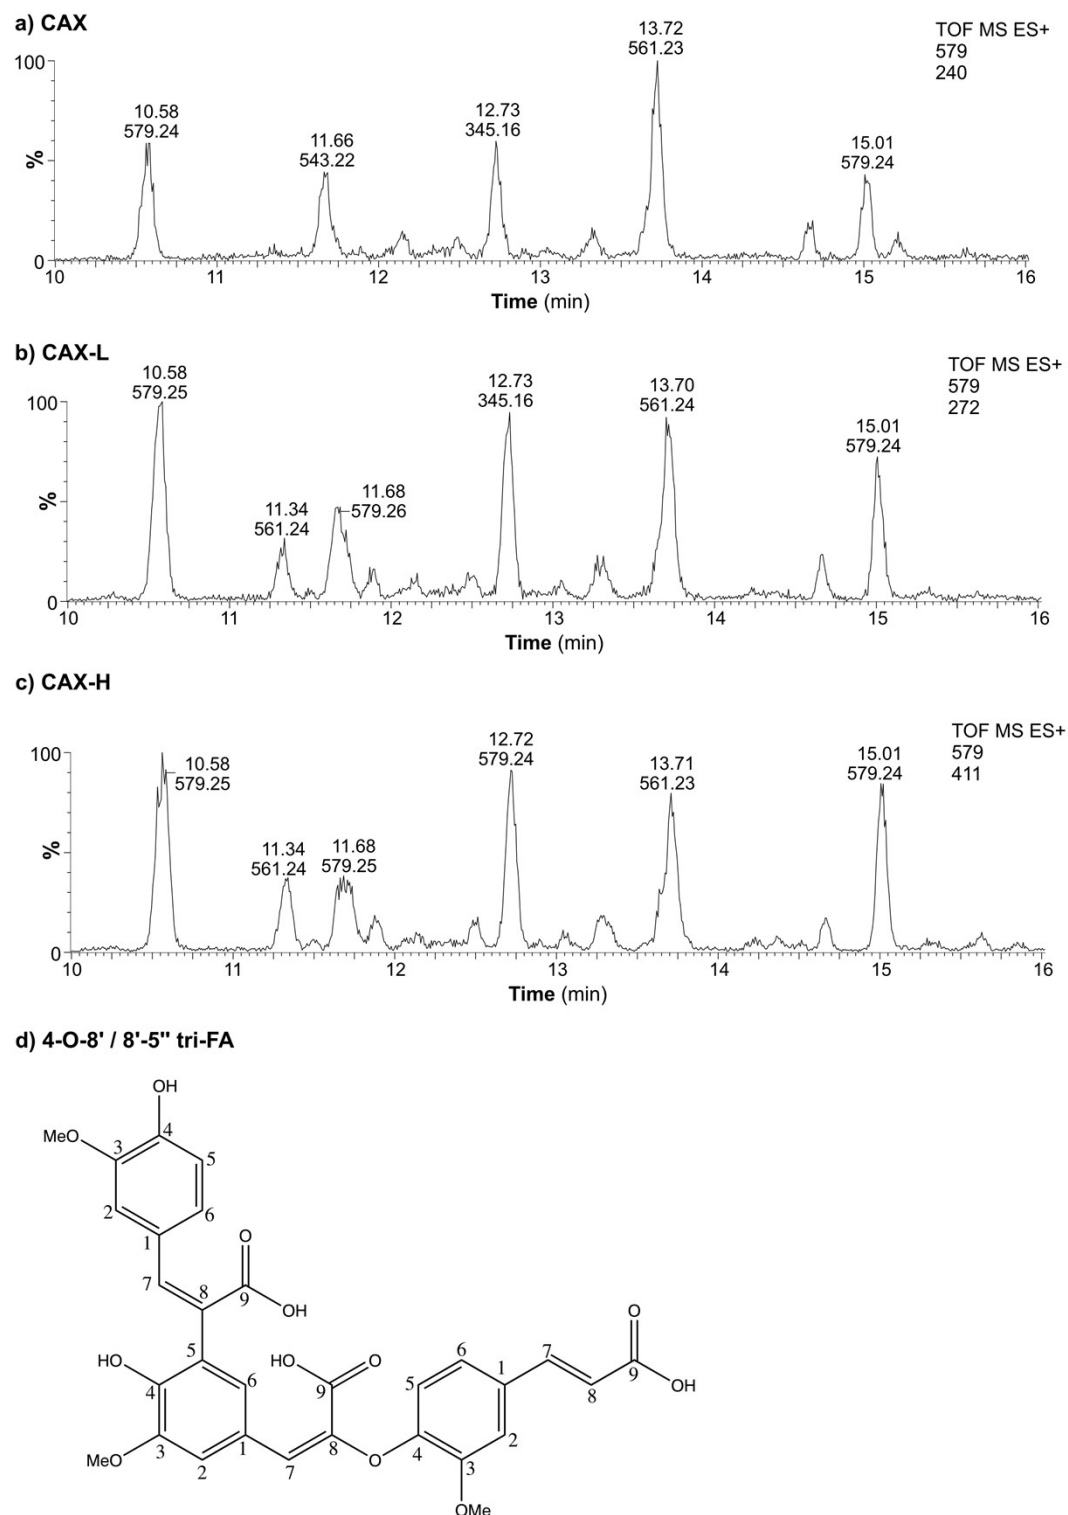 a) CAX
TOF MS ES+
579
240
13.72
561.23
10.58
579.24
11.66
543.22
12.73
345.16
15.01
579.24
100
%
0
10 11 12 13 14 15 16
Time (min)
b) CAX-L
TOF MS ES+
579
272
10.58
579.25
11.34
561.24
11.68
579.26
12.73
345.16
13.70
561.24
15.01
579.24
100
%
0
10 11 12 13 14 15 16
Time (min)
c) CAX-H
TOF MS ES+
579
411
10.58
579.25
11.34
561.24
11.68
579.25
12.72
579.24
13.71
561.23
15.01
579.24
100
%
0
10 11 12 13 14 15 16
Time (min)
d) 4-O-8' / 8'-5" tri-FA
OH
MeO 3 4
5
2 6
1
O
7 8
9
OH
O
HO 5 HO O 6 1 7
4 6 9 5 8 9 OH
MeO 3 1 8 O 4 2
2 7 3
OMe